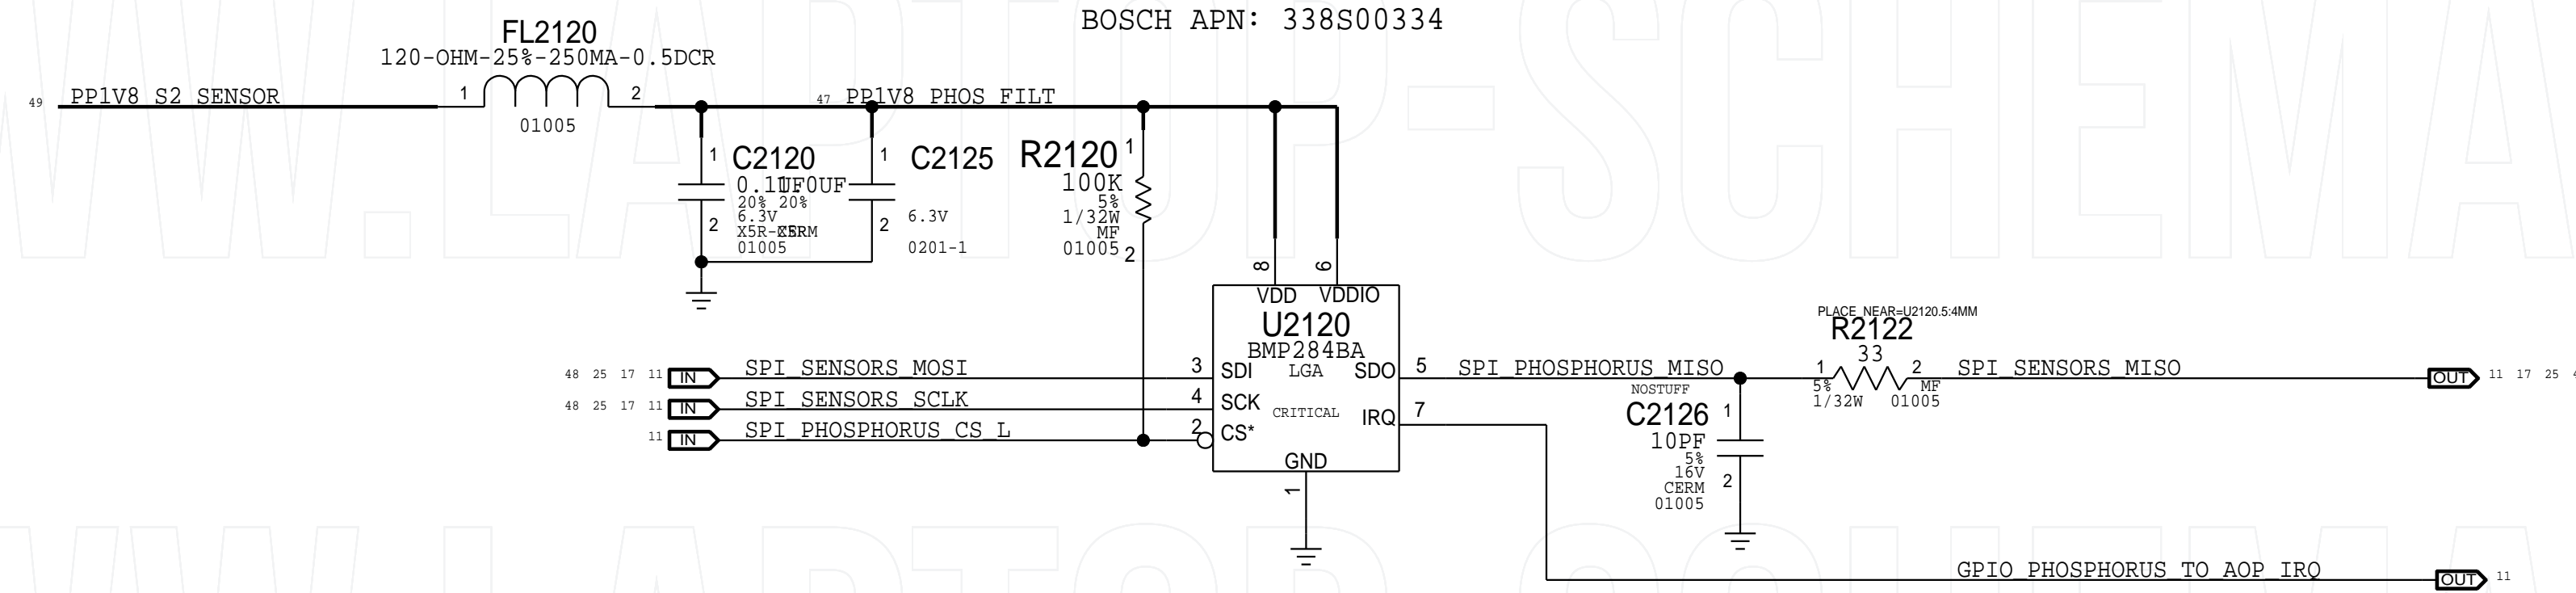 BOSCH APN: 338S00334
FL2120
120-OHM-25%-250MA-0.5DCR
49 PP1V8_S2_SENSOR
1 2
47 PP1V8_PHOS_FILT
01005
1 C2120
20%
6.3V
2
01005
1 C2125
20%
6.3V
2
0201-1
R2120 1
100K
5%
1/32W
MF
01005 2
8 6
VDD VDDIO
U2120
BMP284BA
LGA
CRITICAL
48 25 17 11 IN SPI_SENSORS_MOSI 3 SDI
48 25 17 11 IN SPI_SENSORS_SCLK 4 SCK
11 IN SPI_PHOSPHORUS_CS_L 2 CS*
SDO 5 SPI_PHOSPHORUS_MISO
IRQ 7
GND
1
PLACE_NEAR=U2120.5:4MM
R2122
33
1 2 SPI_SENSORS_MISO
5% MF
1/32W 01005
OUT 11 17 25
NOSTUFF
C2126 1
10PF
5%
16V
CERM 2
01005
GPIO_PHOSPHORUS_TO_AOP_IRQ OUT 11
WWW.LAPTOP-SCHEMA